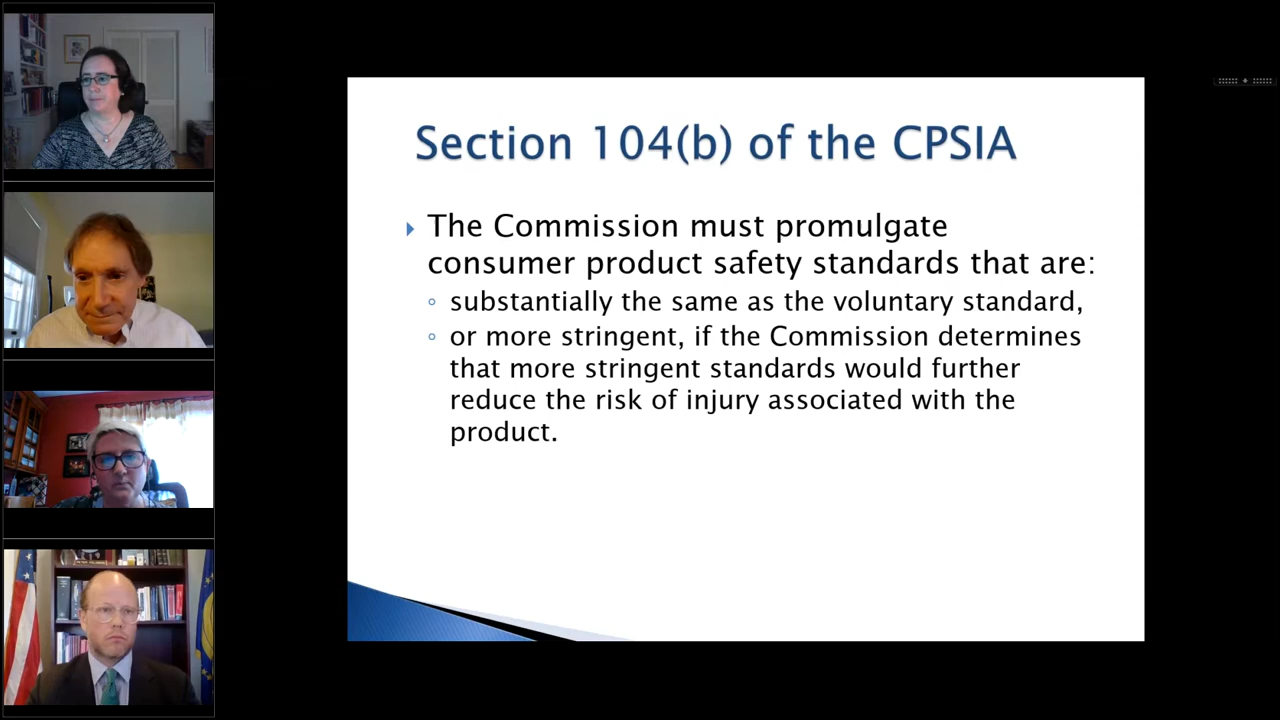 Section 104(b) of the CPSIA
The Commission must promulgate
consumer product safety standards that are:
substantially the same as the voluntary standard,
or more stringent, if the Commission determines
that more stringent standards would further
reduce the risk of injury associated with the
product.